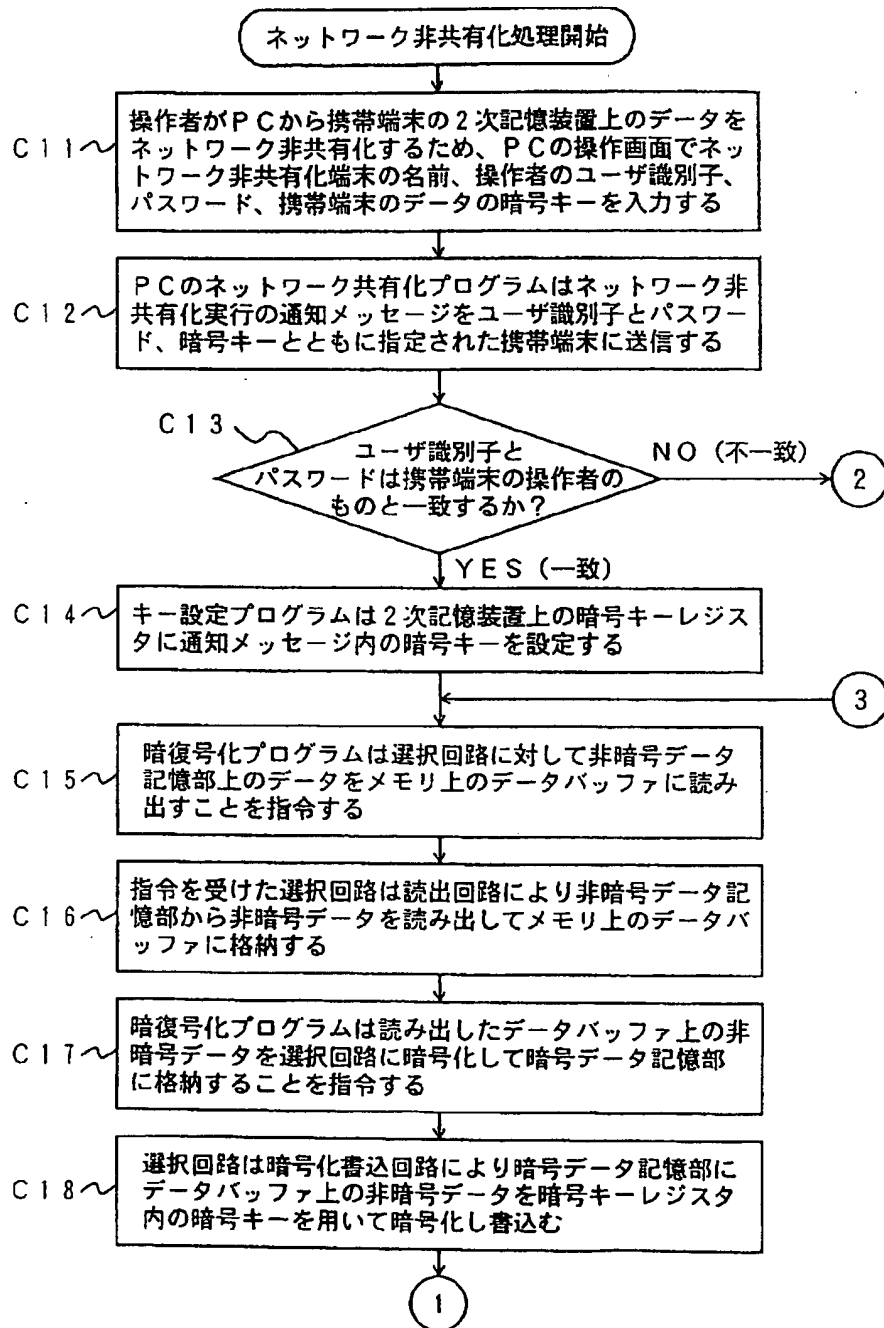 ネットワーク非共有化処理開始
C11
操作者がPCから携帯端末の2次記憶装置上のデータを
ネットワーク非共有化するため、PCの操作画面でネッ
トワーク非共有化端末の名前、操作者のユーザ識別子、
パスワード、携帯端末のデータの暗号キーを入力する
C12
PCのネットワーク共有化プログラムはネットワーク非
共有化実行の通知メッセージをユーザ識別子とパスワー
ド、暗号キーとともに指定された携帯端末に送信する
C13
ユーザ識別子と
パスワードは携帯端末の操作者の
ものと一致するか?
NO(不一致)
2
YES(一致)
C14
キー設定プログラムは2次記憶装置上の暗号キーレジス
タに通知メッセージ内の暗号キーを設定する
3
C15
暗復号化プログラムは選択回路に対して非暗号データ
記憶部上のデータをメモリ上のデータバッファに読み
出すことを指令する
C16
指令を受けた選択回路は読出回路により非暗号データ記
憶部から非暗号データを読み出してメモリ上のデータバ
ッファに格納する
C17
暗復号化プログラムは読み出したデータバッファ上の非
暗号データを選択回路に暗号化して暗号データ記憶部
に格納することを指令する
C18
選択回路は暗号化書込回路により暗号データ記憶部に
データバッファ上の非暗号データを暗号キーレジスタ
内の暗号キーを用いて暗号化し書込む
1